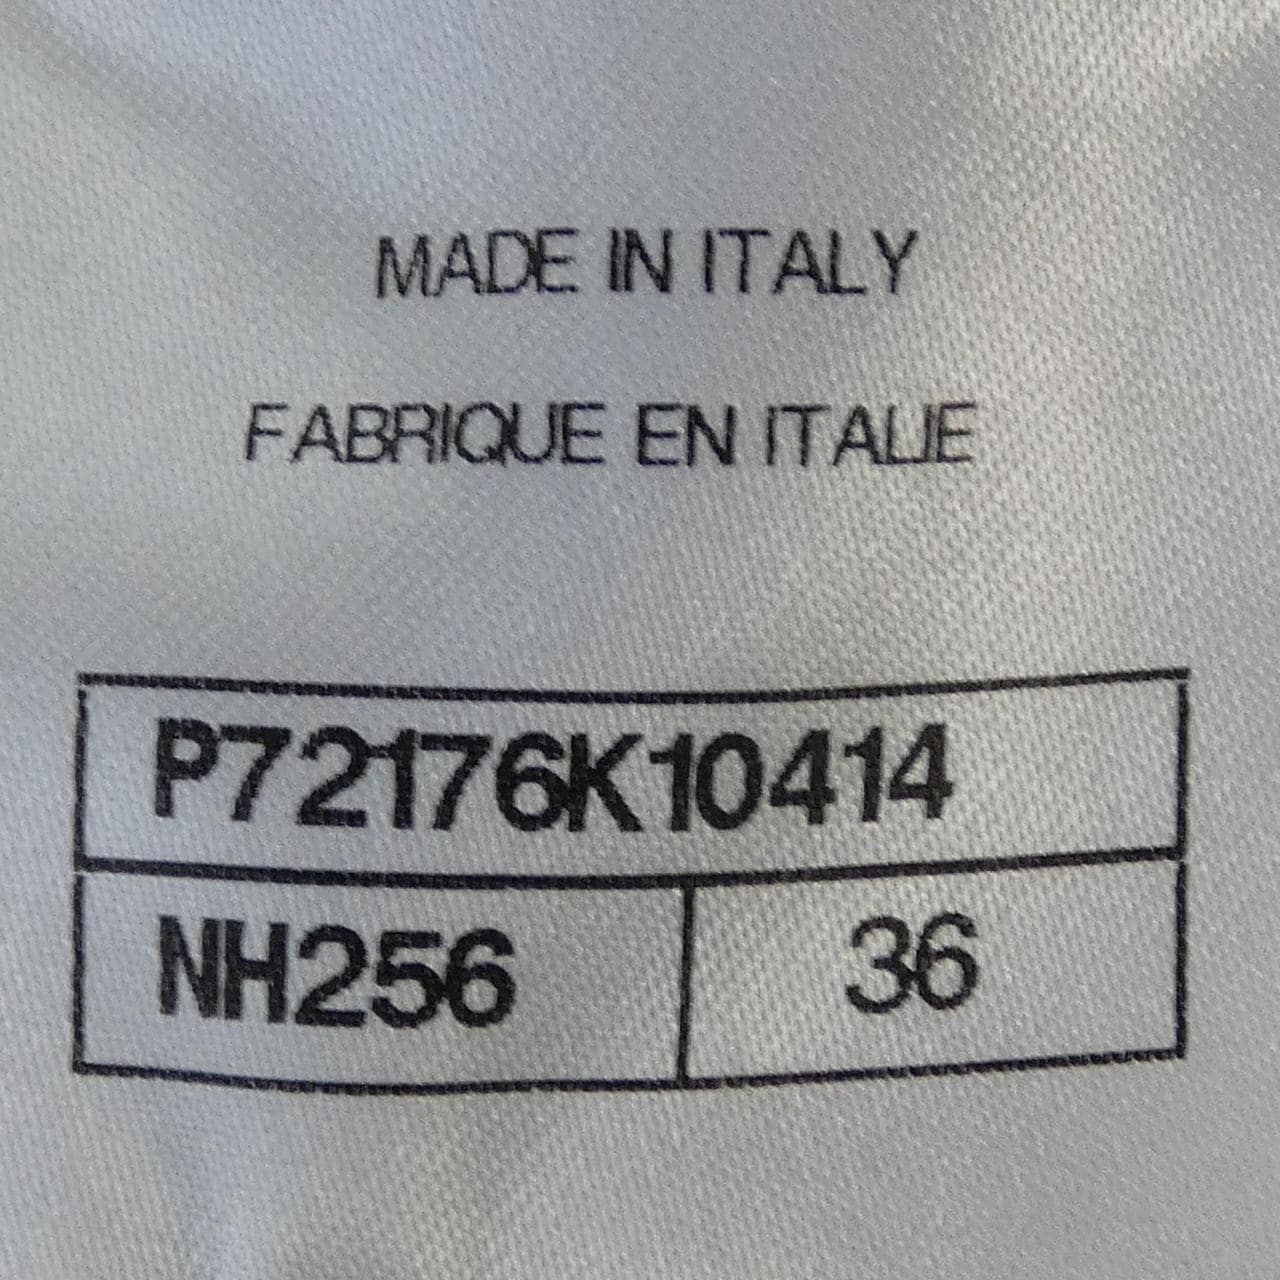 MADE IN ITALY
FABRIQUE EN ITALIE
P72176K10414
NH256 36